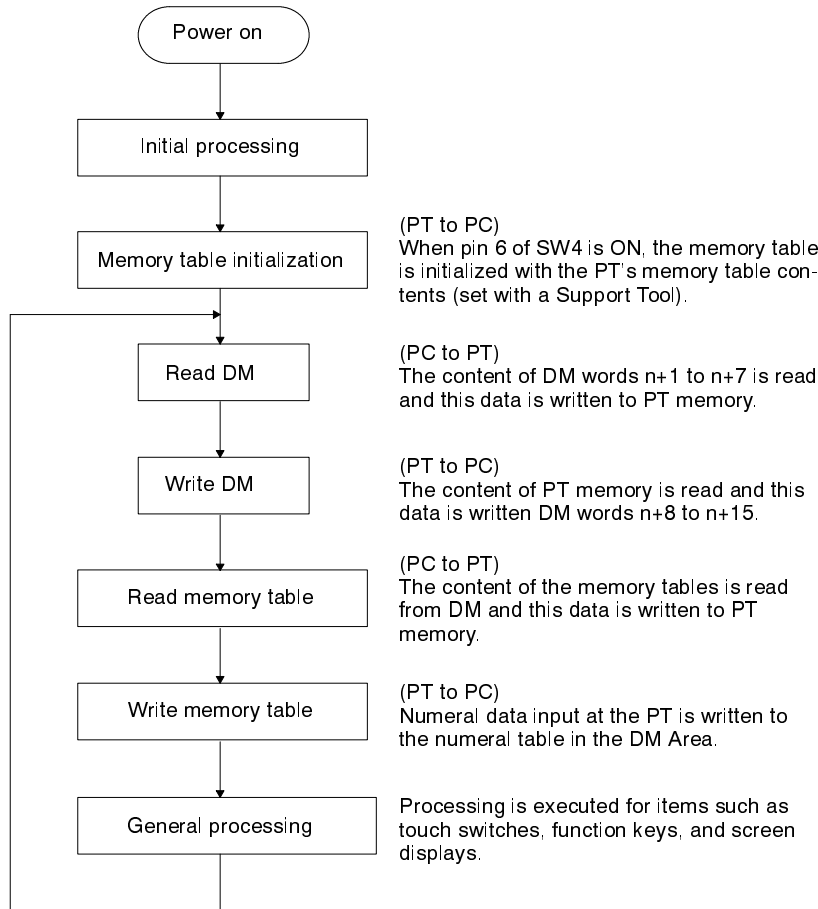 Power on
Initial processing
(PT to PC)
When pin 6 of SW4 is ON, the memory table
Memory table initialization
is initialized with the PT's memory table con-
tents (set with a Support Tool).
(PC to PT)
Read DM
The content of DM words n+1 to n+7 is read
and this data is written to PT memory.
(PT to PC)
Write DM
The content of PT memory is read and this
data is written DM words n+8 to n+15.
(PC to PT)
The content of the memory tables is read
Read memory table
from DM and this data is written to PT
memory.
(PT to PC)
Write memory table
Numeral data input at the PT is written to
the numeral table in the DM Area.
General processing
Processing is executed for items such as
touch switches, function keys, and screen
displays.